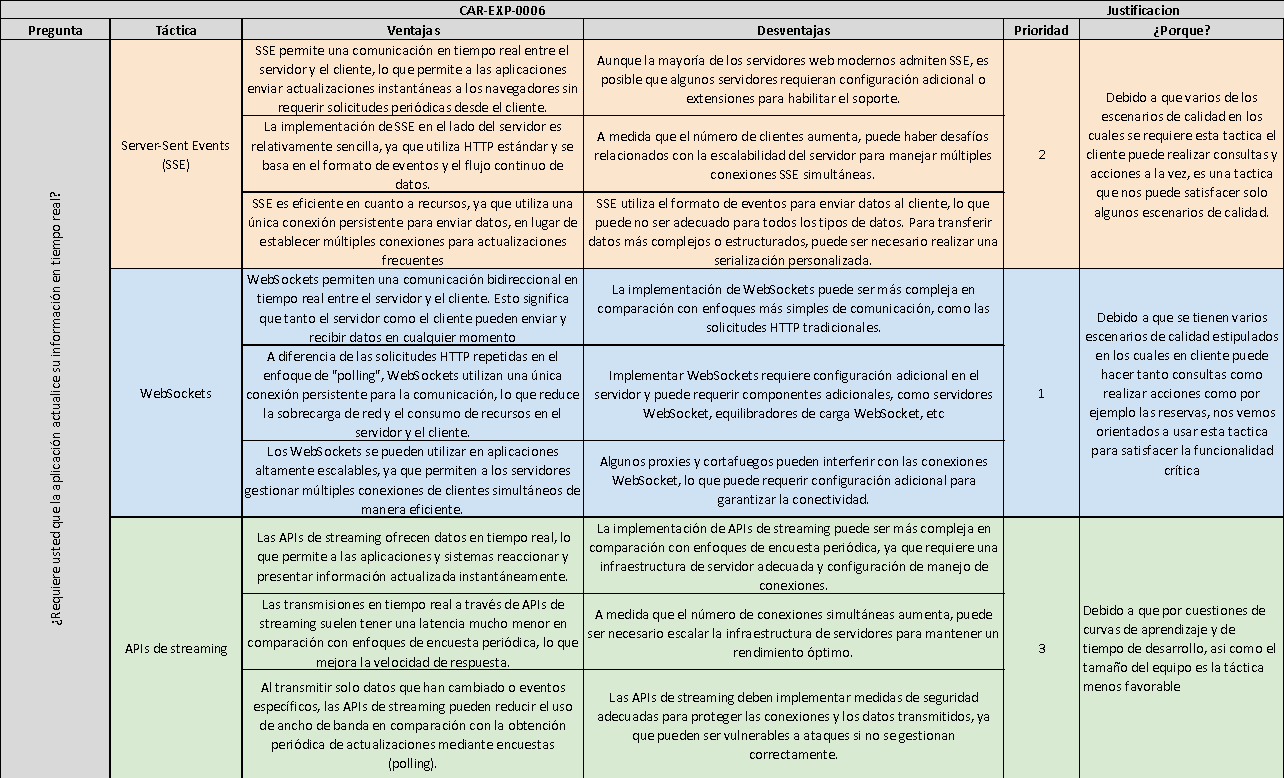 CAR-EXP-0006
Justificacion
Pregunta
Táctica
Ventajas
Desventajas
Prioridad
¿Porque?
¿Requiere usted que la aplicación actualice su información en tiempo real?
Server-Sent Events
(SSE)
SSE permite una comunicación en tiempo real entre el
servidor y el cliente, lo que permite a las aplicaciones
enviar actualizaciones instantáneas a los navegadores sin
requerir solicitudes periódicas desde el cliente.
Aunque la mayoría de los servidores web modernos admiten SSE, es
posible que algunos servidores requieran configuración adicional o
extensiones para habilitar el soporte.
La implementación de SSE en el lado del servidor es
relativamente sencilla, ya que utiliza HTTP estándar y se
basa en el formato de eventos y el flujo continuo de
datos.
A medida que el número de clientes aumenta, puede haber desafíos
relacionados con la escalabilidad del servidor para manejar múltiples
conexiones SSE simultáneas.
SSE es eficiente en cuanto a recursos, ya que utiliza una
única conexión persistente para enviar datos, en lugar de
establecer múltiples conexiones para actualizaciones
frecuentes
SSE utiliza el formato de eventos para enviar datos al cliente, lo que
puede no ser adecuado para todos los tipos de datos. Para transferir
datos más complejos o estructurados, puede ser necesario realizar una
serialización personalizada.
2
Debido a que varios de los
escenarios de calidad en los
cuales se requiere esta tactica el
cliente puede realizar consultas y
acciones a la vez, es una tactica
que nos puede satisfacer solo
algunos escenarios de calidad.
WebSockets
WebSockets permiten una comunicación bidireccional en
tiempo real entre el servidor y el cliente. Esto significa
que tanto el servidor como el cliente pueden enviar y
recibir datos en cualquier momento
La implementación de WebSockets puede ser más compleja en
comparación con enfoques más simples de comunicación, como las
solicitudes HTTP tradicionales.
A diferencia de las solicitudes HTTP repetidas en el
enfoque de "polling", WebSockets utilizan una única
conexión persistente para la comunicación, lo que reduce
la sobrecarga de red y el consumo de recursos en el
servidor y el cliente.
Implementar WebSockets requiere configuración adicional en el
servidor y puede requerir componentes adicionales, como servidores
WebSocket, equilibradores de carga WebSocket, etc
Los WebSockets se pueden utilizar en aplicaciones
altamente escalables, ya que permiten a los servidores
gestionar múltiples conexiones de clientes simultáneos de
manera eficiente.
Algunos proxies y cortafuegos pueden interferir con las conexiones
WebSocket, lo que puede requerir configuración adicional para
garantizar la conectividad.
1
Debido a que se tienen varios
escenarios de calidad estipulados
en los cuales en cliente puede
hacer tanto consultas como
realizar acciones como por
ejemplo las reservas, nos vemos
orientados a usar esta tactica
para satisfacer la funcionalidad
crítica
APIs de streaming
Las APIs de streaming ofrecen datos en tiempo real, lo
que permite a las aplicaciones y sistemas reaccionar y
presentar información actualizada instantáneamente.
La implementación de APIs de streaming puede ser más compleja en
comparación con enfoques de encuesta periódica, ya que requiere una
infraestructura de servidor adecuada y configuración de manejo de
conexiones.
Las transmisiones en tiempo real a través de APIs de
streaming suelen tener una latencia mucho menor en
comparación con enfoques de encuesta periódica, lo que
mejora la velocidad de respuesta.
A medida que el número de conexiones simultáneas aumenta, puede
ser necesario escalar la infraestructura de servidores para mantener un
rendimiento óptimo.
Al transmitir solo datos que han cambiado o eventos
específicos, las APIs de streaming pueden reducir el uso
de ancho de banda en comparación con la obtención
periódica de actualizaciones mediante encuestas
(polling).
Las APIs de streaming deben implementar medidas de seguridad
adecuadas para proteger las conexiones y los datos transmitidos, ya
que pueden ser vulnerables a ataques si no se gestionan
correctamente.
3
Debido a que por cuestiones de
curvas de aprendizaje y de
tiempo de desarrollo, asi como el
tamaño del equipo es la táctica
menos favorable